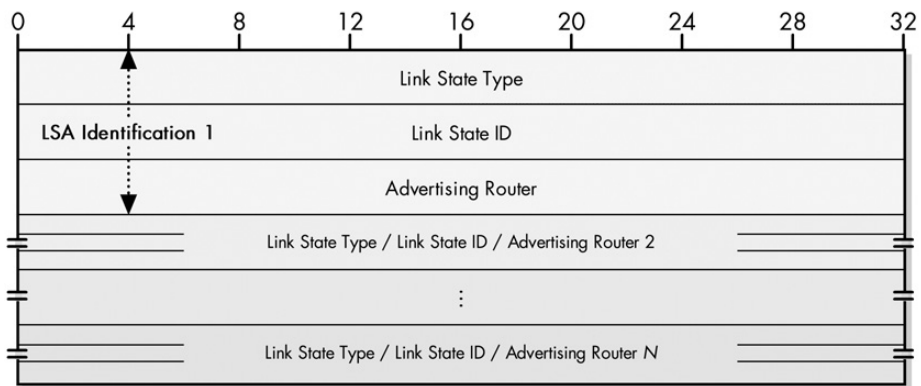 0 4 8 12 16 20 24 28 32
Link State Type
LSA Identification 1 Link State ID
Advertising Router
Link State Type / Link State ID / Advertising Router 2
⋮
Link State Type / Link State ID / Advertising Router N